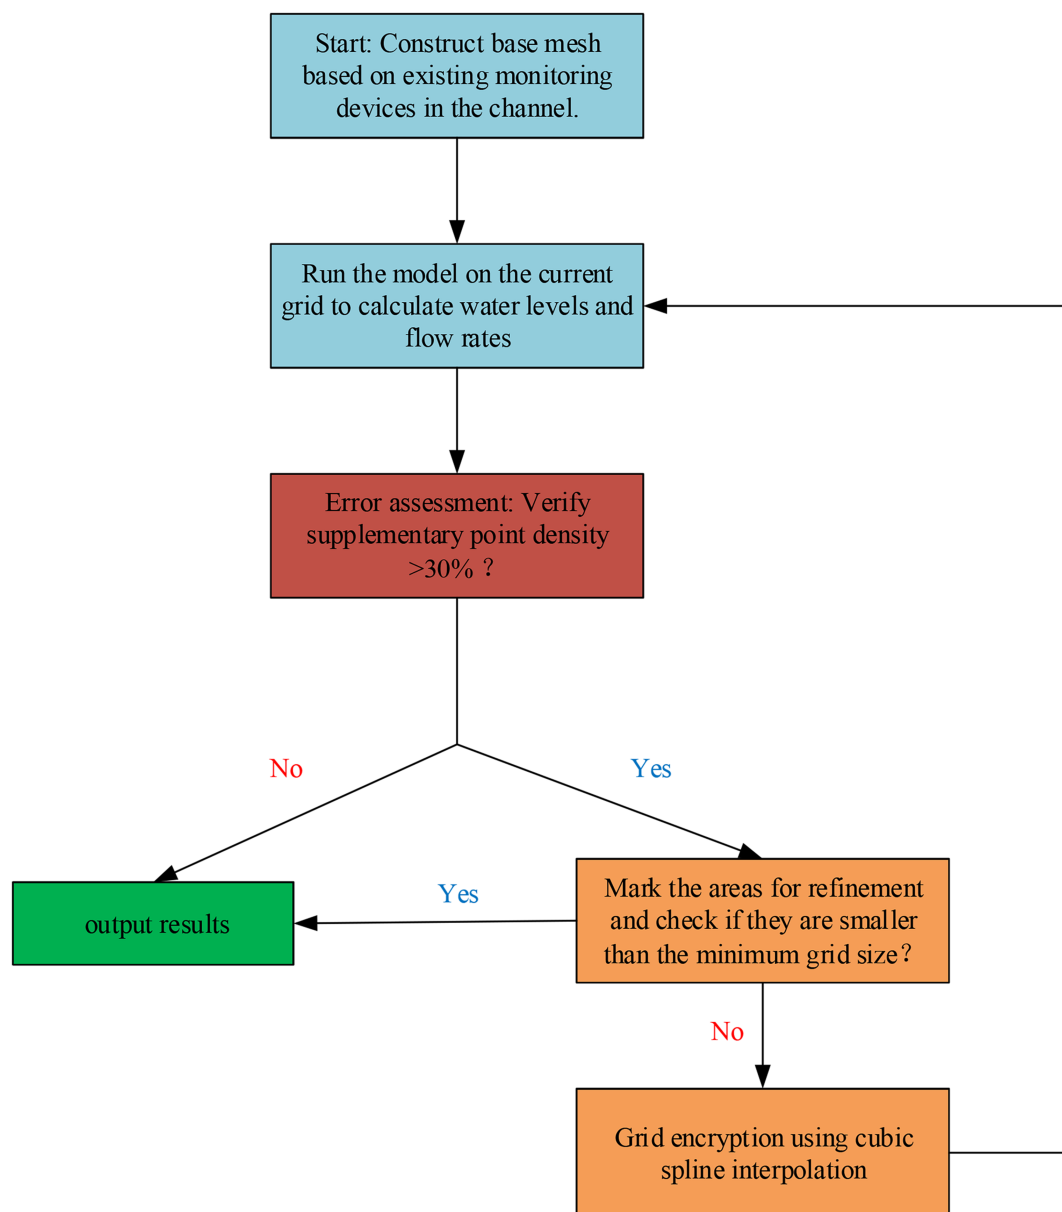 Start: Construct base mesh
based on existing monitoring
devices in the channel.
Run the model on the current
grid to calculate water levels and
flow rates
Error assessment: Verify
supplementary point density
>30% ?
No
Yes
output results
Yes
Mark the areas for refinement
and check if they are smaller
than the minimum grid size?
No
Grid encryption using cubic
spline interpolation